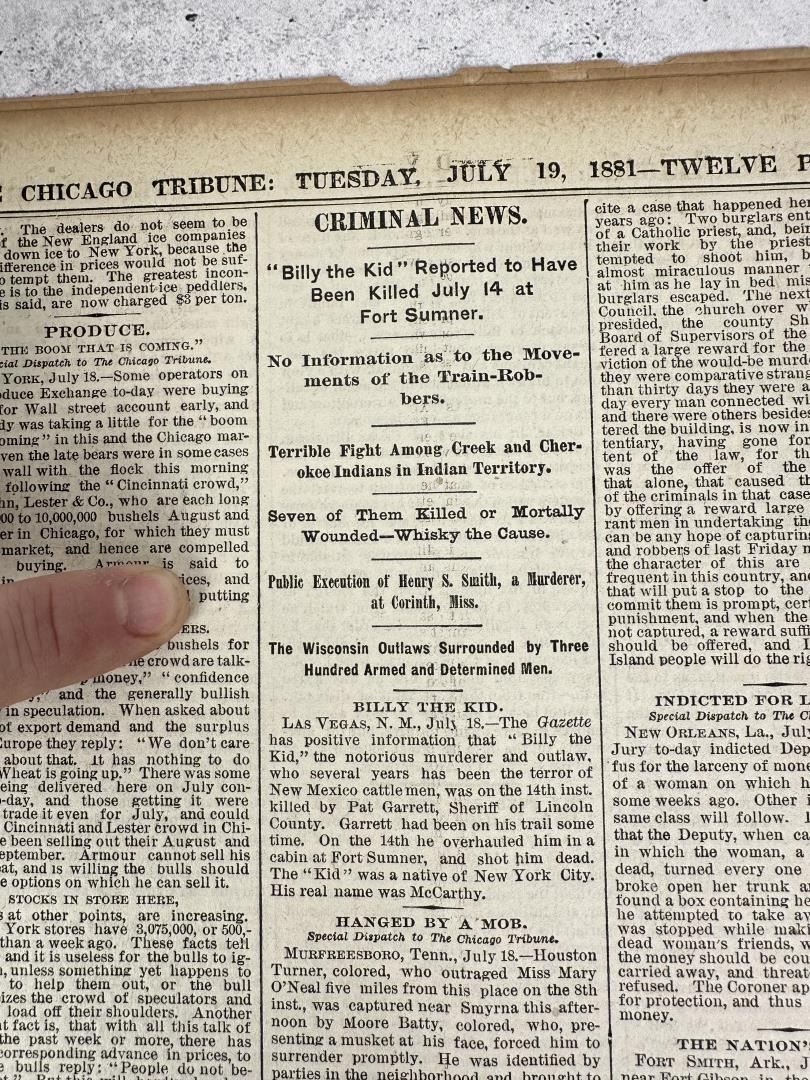 CHICAGO TRIBUNE: TUESDAY, JULY 19, 1881—TWELVE
The dealers do not seem to be
the New England ice companies
down ice to New York, because the
ifference in prices would not be suf-
o tempt them. The greatest incon-
e is to the independent ice peddlers,
is said, are now charged $3 per ton.
PRODUCE.
THE BOOM THAT IS COMING."
cial Dispatch to The Chicago Tribune.
YORK, July 18.—Some operators on
oduce Exchange to-day were buying
for Wall street account early, and
dy was taking a little for the "boom
oming" in this and the Chicago mar-
ven the late bears were in some cases
wall with the flock this morning
following the "Cincinnati crowd,"
hn, Lester & Co., who are each long
00 to 10,000,000 bushels August and
er in Chicago, for which they must
market, and hence are compelled
buying. Armour is said to
ices, and
putting
ERS.
bushels for
he crowd are talk-
money," "confidence
and the generally bullish
in speculation. When asked about
of export demand and the surplus
Europe they reply: "We don't care
about that. It has nothing to do
Wheat is going up." There was some
eing delivered here on July con-
o-day, and those getting it were
trade it even for July, and could
Cincinnati and Lester crowd in Chi-
e been selling out their August and
eptember. Armour cannot sell his
at, and is willing the bulls should
e options on which he can sell it.
STOCKS IN STORE HERE,
s at other points, are increasing.
York stores have 3,075,000, or 500,-
than a week ago. These facts tell
and it is useless for the bulls to ig-
, unless something yet happens to
to help them out, or the bull
izes the crowd of speculators and
load off their shoulders. Another
nt fact is, that with all this talk of
the past week or more, there has
corresponding advance in prices, to
e bulls reply: "People do not be-
CRIMINAL NEWS.
"Billy the Kid" Reported to Have
Been Killed July 14 at
Fort Sumner.
No Information as to the Move-
ments of the Train-Rob-
bers.
Terrible Fight Among Creek and Cher-
okee Indians in Indian Territory.
Seven of Them Killed or Mortally
Wounded—Whisky the Cause.
Public Execution of Henry S. Smith, a Murderer,
at Corinth, Miss.
The Wisconsin Outlaws Surrounded by Three
Hundred Armed and Determined Men.
BILLY THE KID.
LAS VEGAS, N. M., July 18.—The Gazette
has positive information that "Billy the
Kid," the notorious murderer and outlaw,
who several years has been the terror of
New Mexico cattlemen, was on the 14th inst.
killed by Pat Garrett, Sheriff of Lincoln
County. Garrett had been on his trail some
time. On the 14th he overhauled him in a
cabin at Fort Sumner, and shot him dead.
The "Kid" was a native of New York City.
His real name was McCarthy.
HANGED BY A MOB.
Special Dispatch to The Chicago Tribune.
MURFREESBORO, Tenn., July 18.—Houston
Turner, colored, who outraged Miss Mary
O'Neal five miles from this place on the 8th
inst., was captured near Smyrna this after-
noon by Moore Batty, colored, who, pre-
senting a musket at his face, forced him to
surrender promptly. He was identified by
parties in the neighborhood and brought to
cite a case that happened her
years ago: Two burglars ent
of a Catholic priest, and, bein
their work by the priest
tempted to shoot him, b
almost miraculous manner
at him as he lay in bed mis
burglars escaped. The next
Council, the church over w
presided, the county Sh
Board of Supervisors of the
fered a large reward for the
viction of the would-be murde
they were comparative strang
than thirty days they were a
day every man connected wi
and there were others besides
tered the building, is now in
tentiary, having gone for
tent of the law, for th
was the offer of the
that alone, that caused th
of the criminals in that case
by offering a reward large
rant men in undertaking the
can be any hope of capturing
and robbers of last Friday n
the character of this are
frequent in this country, and
that will put a stop to the
commit them is prompt, cert
punishment, and when the
not captured, a reward suffi
should be offered, and I
Island people will do the rig
INDICTED FOR L
Special Dispatch to The C
NEW ORLEANS, La., July
Jury to-day indicted Dep
fus for the larceny of mone
of a woman on which h
some weeks ago. Other
same class will follow. I
that the Deputy, when ca
in which the woman, a
dead, turned every one
broke open her trunk a
found a box containing he
he attempted to take aw
was stopped while maki
dead woman's friends, w
the money should be cou
carried away, and threat
refused. The Coroner ap
for protection, and thus
money.
THE NATION'S
FORT SMITH, Ark.,
near Fort Gib